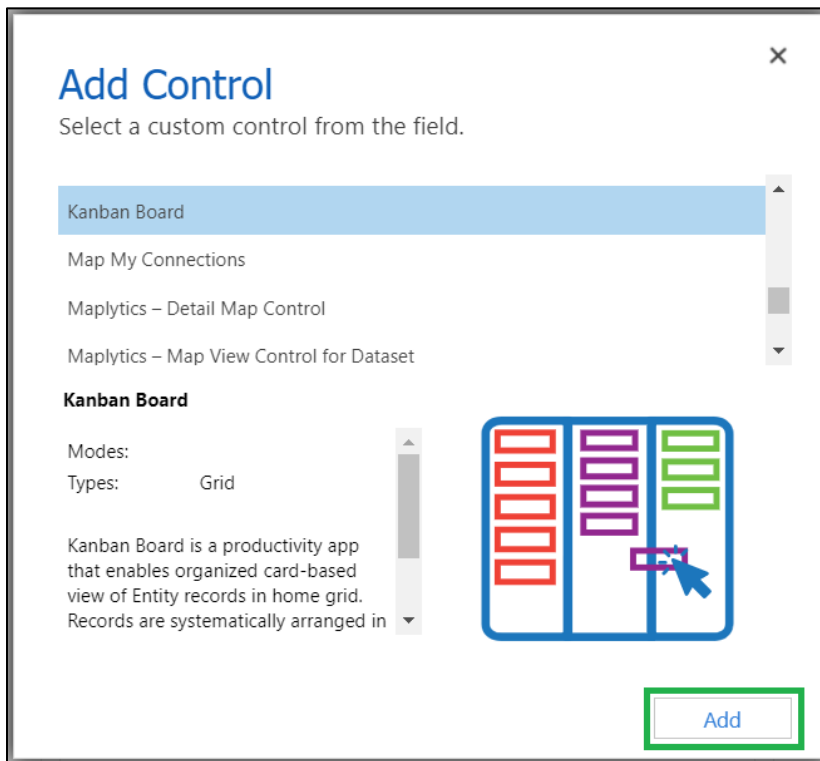 Add Control
Select a custom control from the field.
Kanban Board
Map My Connections
Maplytics – Detail Map Control
Maplytics – Map View Control for Dataset
Kanban Board
Modes:
Types: Grid
Kanban Board is a productivity app
that enables organized card-based
view of Entity records in home grid.
Records are systematically arranged in
Add